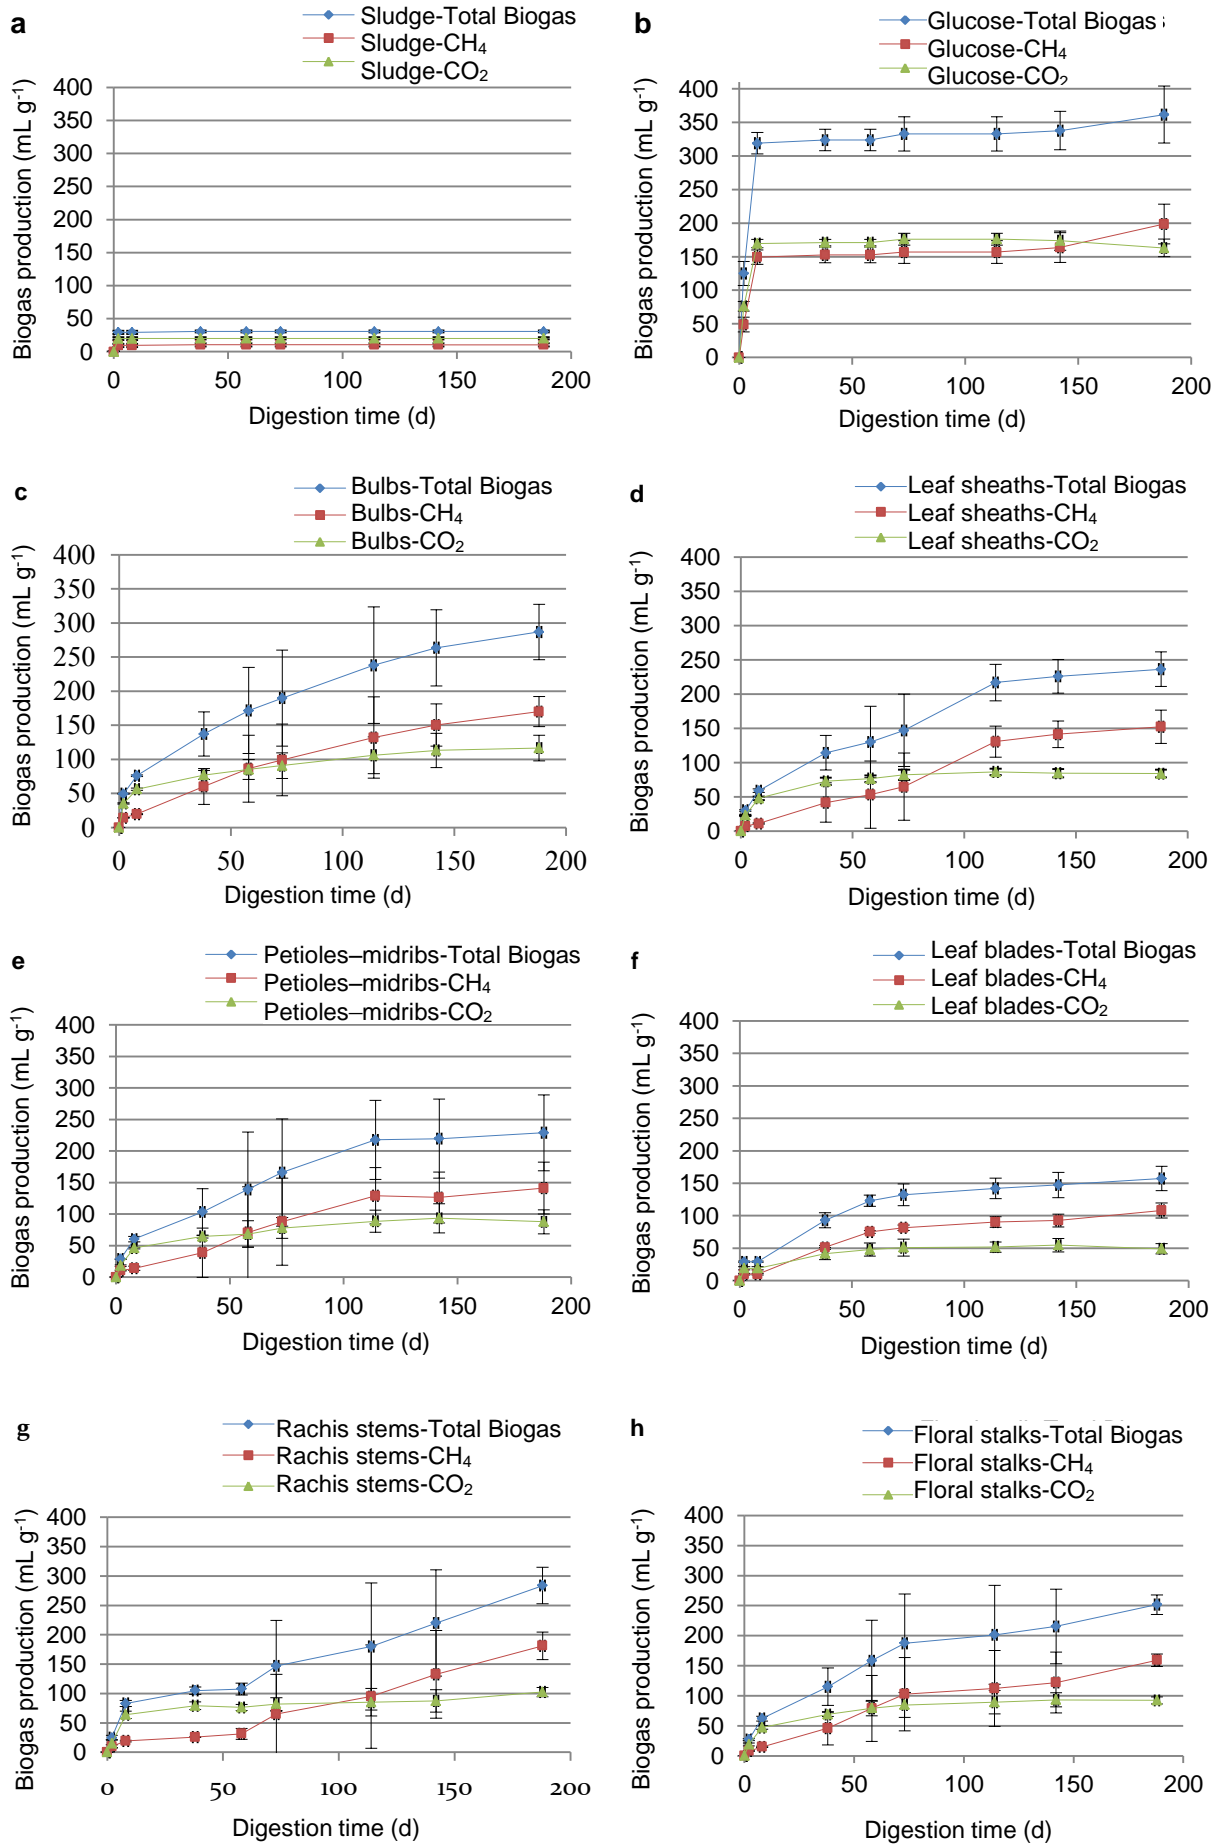 a
Sludge-Total Biogas
Sludge-CH₄
Sludge-CO₂
Biogas production (mL g⁻¹)
400
350
300
250
200
150
100
50
0
0 50 100 150 200
Digestion time (d)
b
Glucose-Total Biogas
Glucose-CH₄
Glucose-CO₂
Biogas production (mL g⁻¹)
400
350
300
250
200
150
100
50
0
0 50 100 150 200
Digestion time (d)
c
Bulbs-Total Biogas
Bulbs-CH₄
Bulbs-CO₂
Biogas production (mL g⁻¹)
400
350
300
250
200
150
100
50
0
0 50 100 150 200
Digestion time (d)
d
Leaf sheaths-Total Biogas
Leaf sheaths-CH₄
Leaf sheaths-CO₂
Biogas production (mL g⁻¹)
400
350
300
250
200
150
100
50
0
0 50 100 150 200
Digestion time (d)
e
Petioles–midribs-Total Biogas
Petioles–midribs-CH₄
Petioles–midribs-CO₂
Biogas production (mL g⁻¹)
400
350
300
250
200
150
100
50
0
0 50 100 150 200
Digestion time (d)
f
Leaf blades-Total Biogas
Leaf blades-CH₄
Leaf blades-CO₂
Biogas production (mL g⁻¹)
400
350
300
250
200
150
100
50
0
0 50 100 150 200
Digestion time (d)
g
Rachis stems-Total Biogas
Rachis stems-CH₄
Rachis stems-CO₂
Biogas production (mL g⁻¹)
400
350
300
250
200
150
100
50
0
0 50 100 150 200
Digestion time (d)
h
Floral stalks-Total Biogas
Floral stalks-CH₄
Floral stalks-CO₂
Biogas production (mL g⁻¹)
400
350
300
250
200
150
100
50
0
0 50 100 150 200
Digestion time (d)